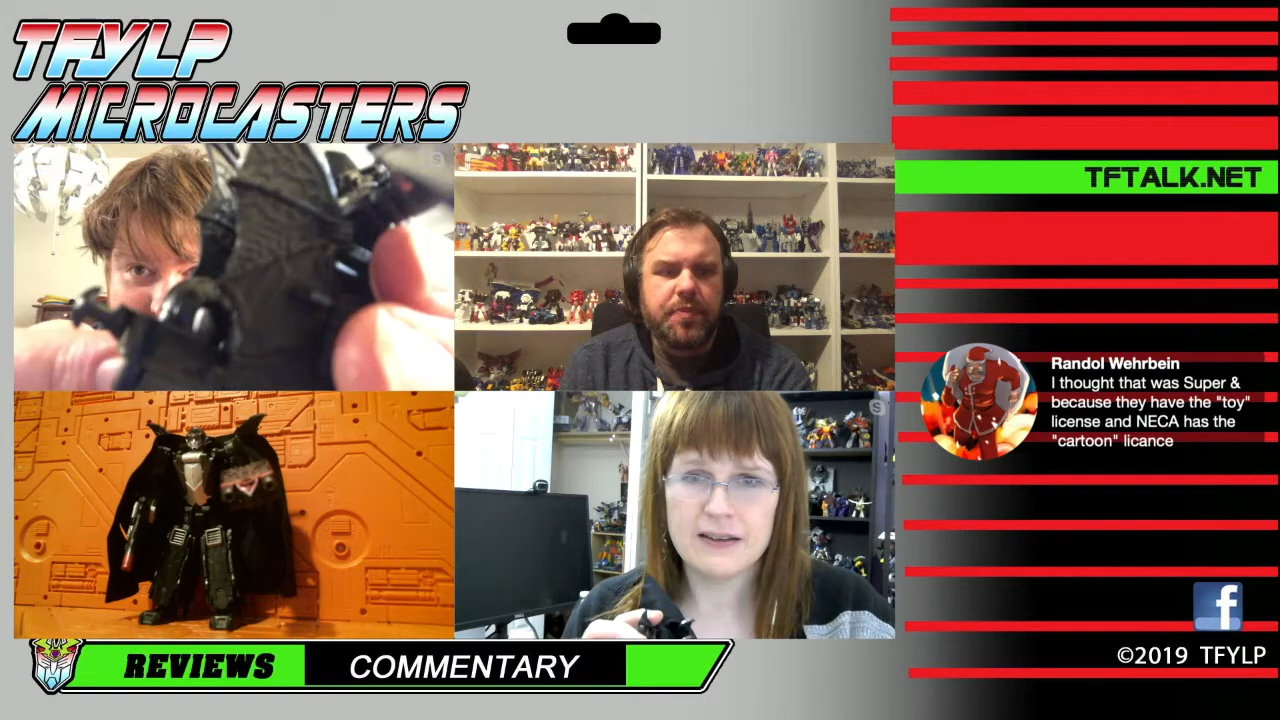 TFYLP
MICROCASTERS
TFTALK.NET
Randol Wehrbein
I thought that was Super &
because they have the "toy"
license and NECA has the
"cartoon" licance
f
©2019 TFYLP
REVIEWS
COMMENTARY